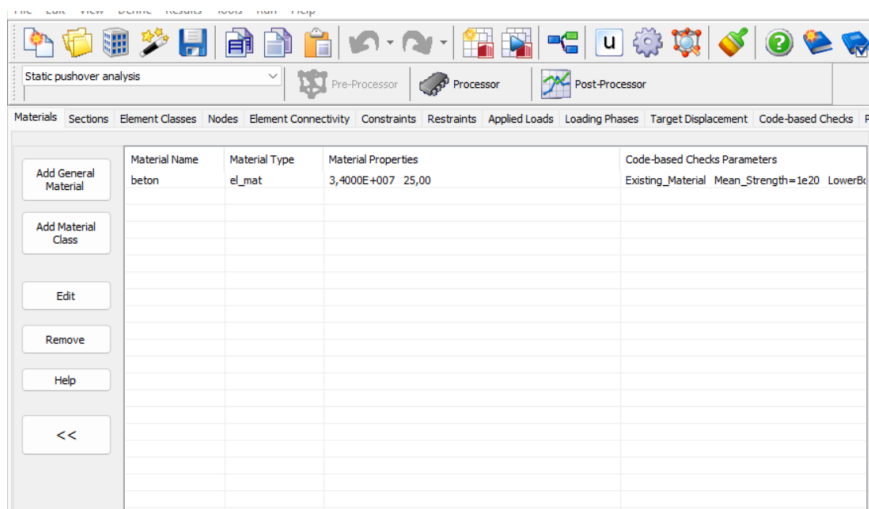 Static pushover analysis
Pre-Processor Processor Post-Processor
Materials Sections Element Classes Nodes Element Connectivity Constraints Restraints Applied Loads Loading Phases Target Displacement Code-based Checks
Material Name Material Type Material Properties Code-based Checks Parameters
beton el_mat 3,4000E+007 25,00 Existing_Material Mean_Strength=1e20
Add General
Material
Add Material
Class
Edit
Remove
Help
<<
u
?